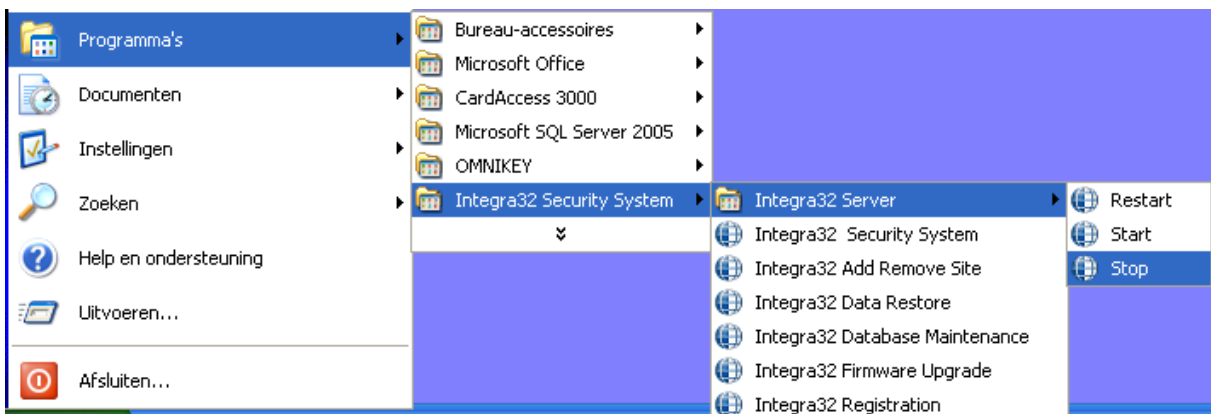 Programma's
Documenten
Instellingen
Zoeken
Help en ondersteuning
Uitvoeren...
Afsluiten...
Bureau-accessoires
Microsoft Office
CardAccess 3000
Microsoft SQL Server 2005
OMNIKEY
Integra32 Security System
Integra32 Server
Integra32 Security System
Integra32 Add Remove Site
Integra32 Data Restore
Integra32 Database Maintenance
Integra32 Firmware Upgrade
Integra32 Registration
Restart
Start
Stop